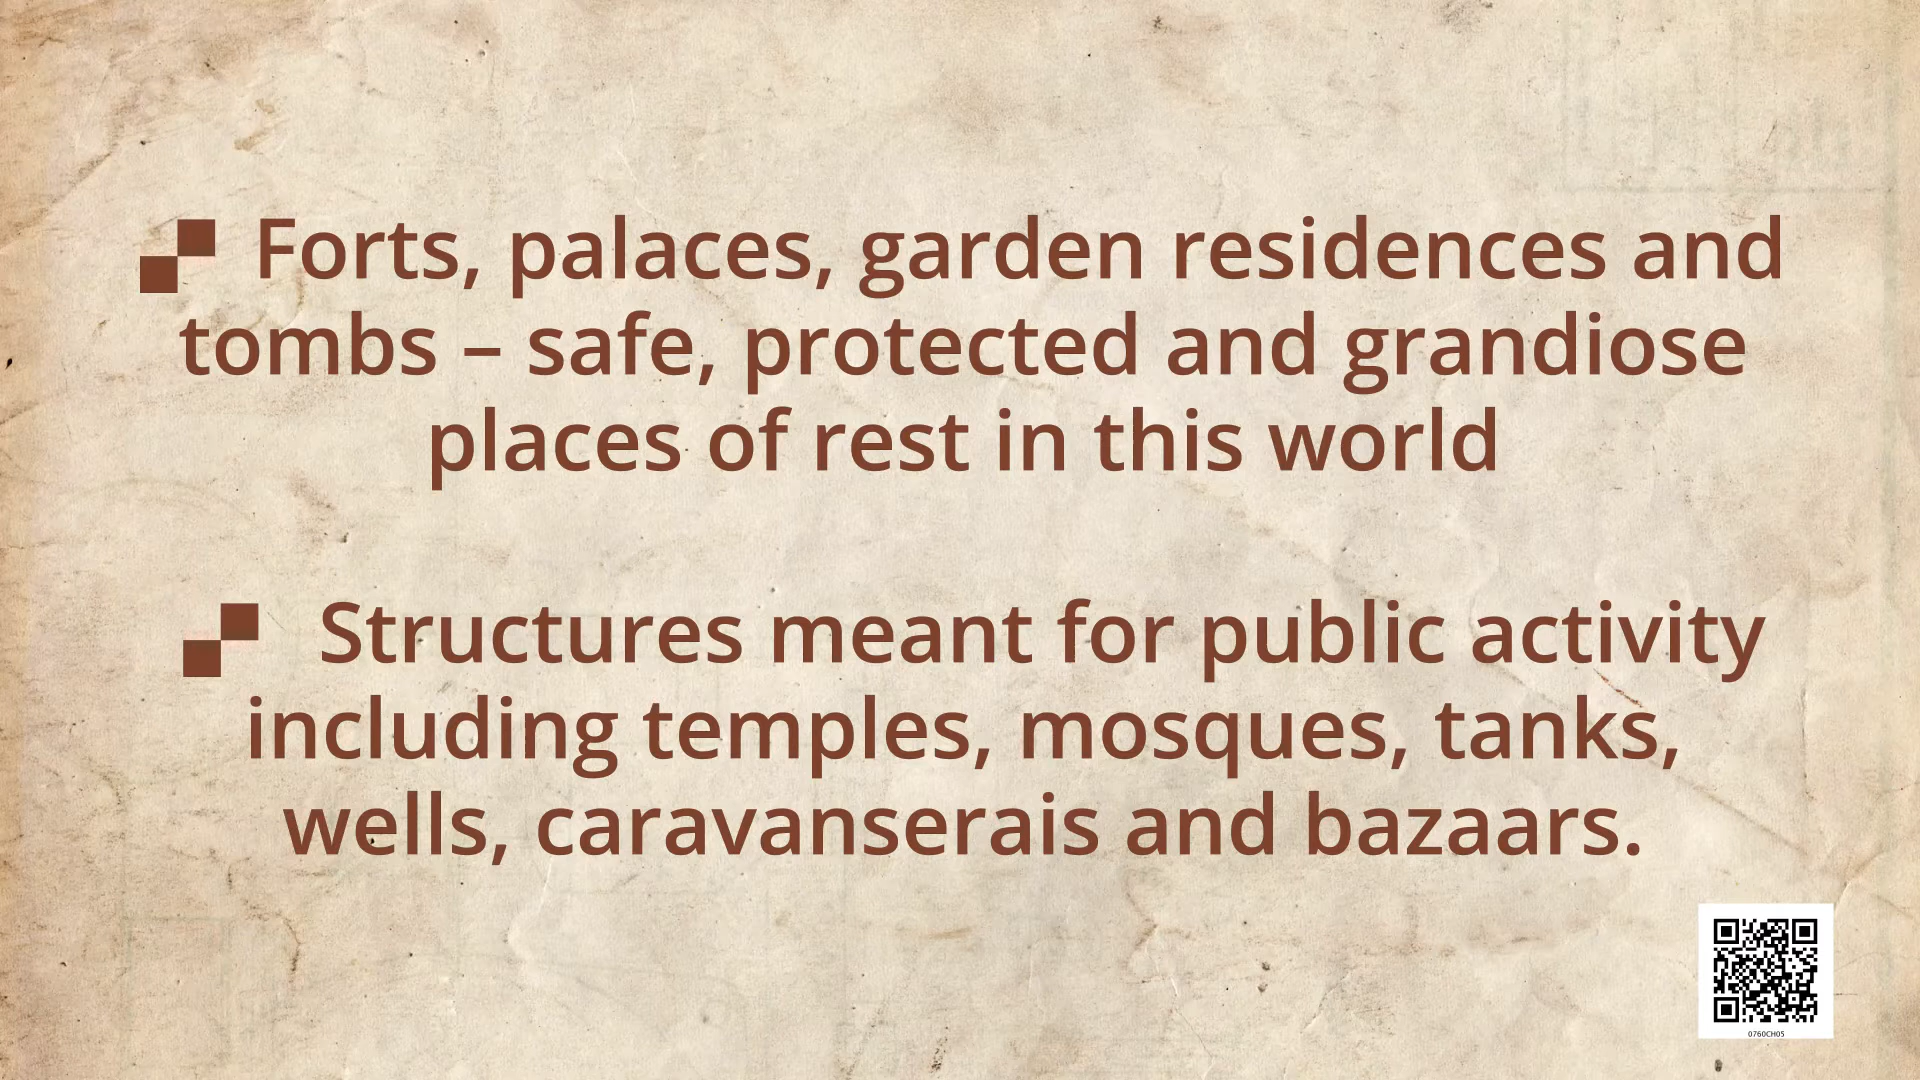 Forts, palaces, garden residences and
tombs – safe, protected and grandiose
places of rest in this world
Structures meant for public activity
including temples, mosques, tanks,
wells, caravanserais and bazaars.
0760CH05